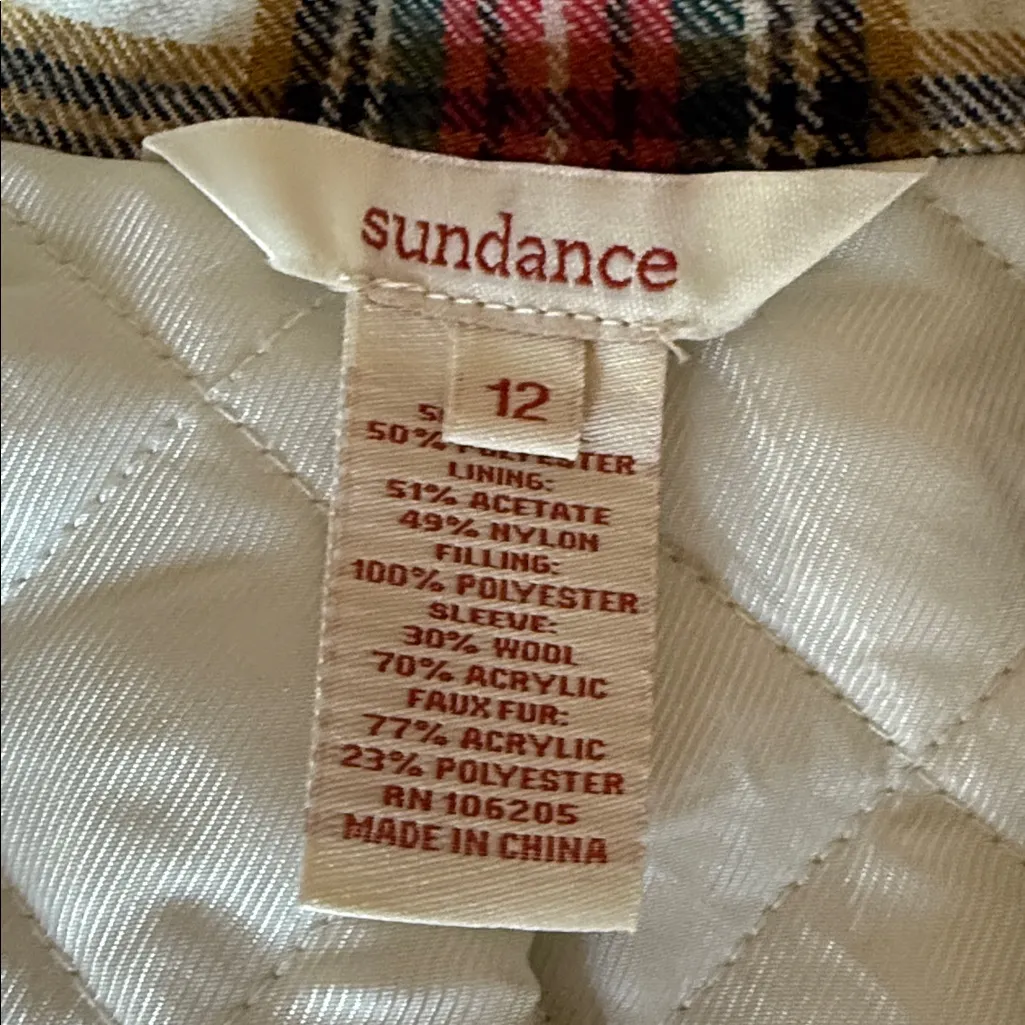 sundance
12
50%
LINING:
51% ACETATE
49% NYLON
FILLING:
100% POLYESTER
SLEEVE:
30% WOOL
70% ACRYLIC
FAUX FUR:
77% ACRYLIC
23% POLYESTER
RN 106205
MADE IN CHINA